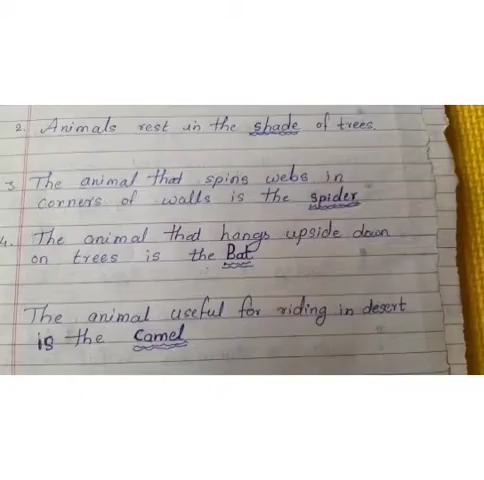 2. Animals rest in the shade of trees.
3 The animal that spins webs in
corners of walls is the spider
4. The animal that hangs upside down
on trees is the Bat
The animal useful for riding in desert
is the Camel